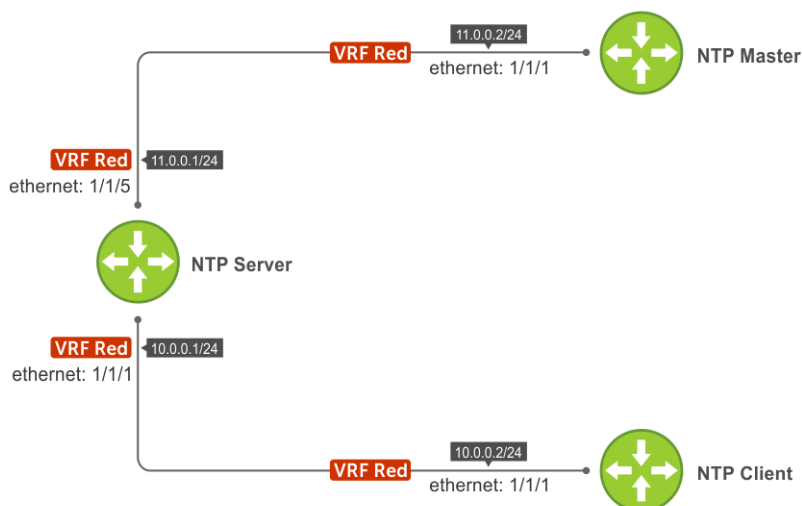 11.0.0.2/24
VRF Red
ethernet: 1/1/1
NTP Master
VRF Red
11.0.0.1/24
ethernet: 1/1/5
NTP Server
VRF Red
10.0.0.1/24
ethernet: 1/1/1
10.0.0.2/24
VRF Red
ethernet: 1/1/1
NTP Client